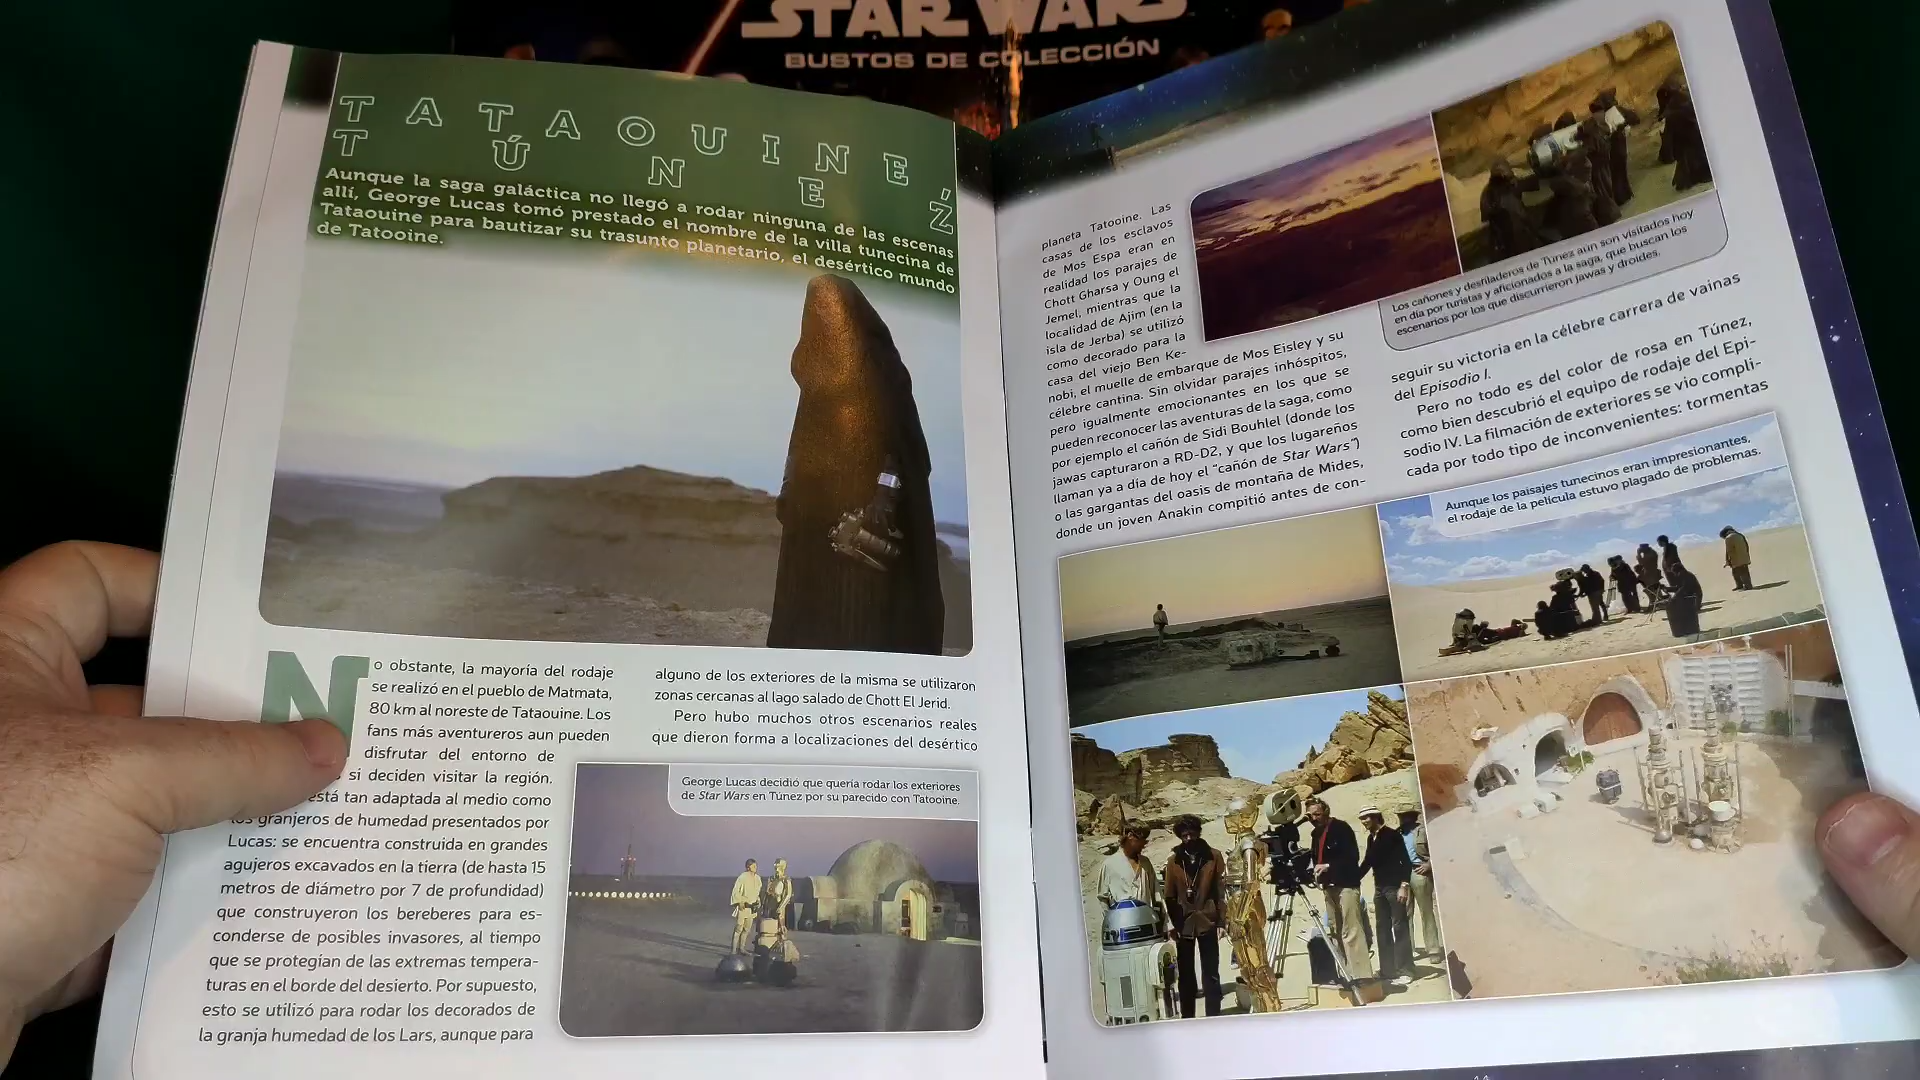 STAR WARS
BUSTOS DE COLECCIÓN
TATAOUINE,
TÚNEZ
Aunque la saga galáctica no llegó a rodar ninguna de las escenas
allí, George Lucas tomó prestado el nombre de la villa tunecina de
Tataouine para bautizar su trasunto planetario, el desértico mundo
de Tatooine.
No obstante, la mayoría del rodaje
se realizó en el pueblo de Matmata,
80 km al noreste de Tataouine. Los
fans más aventureros aun pueden
disfrutar del entorno de
si deciden visitar la región.
está tan adaptada al medio como
los granjeros de humedad presentados por
Lucas: se encuentra construida en grandes
agujeros excavados en la tierra (de hasta 15
metros de diámetro por 7 de profundidad)
que construyeron los bereberes para es-
conderse de posibles invasores, al tiempo
que se protegían de las extremas tempera-
turas en el borde del desierto. Por supuesto,
esto se utilizó para rodar los decorados de
la granja humedad de los Lars, aunque para
alguno de los exteriores de la misma se utilizaron
zonas cercanas al lago salado de Chott El Jerid.
Pero hubo muchos otros escenarios reales
que dieron forma a localizaciones del desértico
George Lucas decidió que quería rodar los exteriores
de Star Wars en Túnez por su parecido con Tatooine.
planeta Tatooine. Las
casas de los esclavos
de Mos Espa eran en
realidad los parajes de
Chott Gharsa y Oung el
Jemel, mientras que la
localidad de Ajim (en la
isla de Jerba) se utilizó
como decorado para la
casa del viejo Ben Ke-
nobi, el muelle de embarque de Mos Eisley y su
célebre cantina. Sin olvidar parajes inhóspitos,
pero igualmente emocionantes en los que se
pueden reconocer las aventuras de la saga, como
por ejemplo el cañón de Sidi Bouhlel (donde los
jawas capturaron a RD-D2, y que los lugareños
llaman ya a día de hoy el “cañón de Star Wars”)
o las gargantas del oasis de montaña de Mides,
donde un joven Anakin compitió antes de con-
Los cañones y desfiladeros de Túnez aún son visitados hoy
en día por turistas y aficionados a la saga, que buscan los
escenarios por los que discurrieron jawas y droides.
seguir su victoria en la célebre carrera de vainas
del Episodio I.
Pero no todo es del color de rosa en Túnez,
como bien descubrió el equipo de rodaje del Epi-
sodio IV. La filmación de exteriores se vio compli-
cada por todo tipo de inconvenientes: tormentas
Aunque los paisajes tunecinos eran impresionantes,
el rodaje de la película estuvo plagado de problemas.